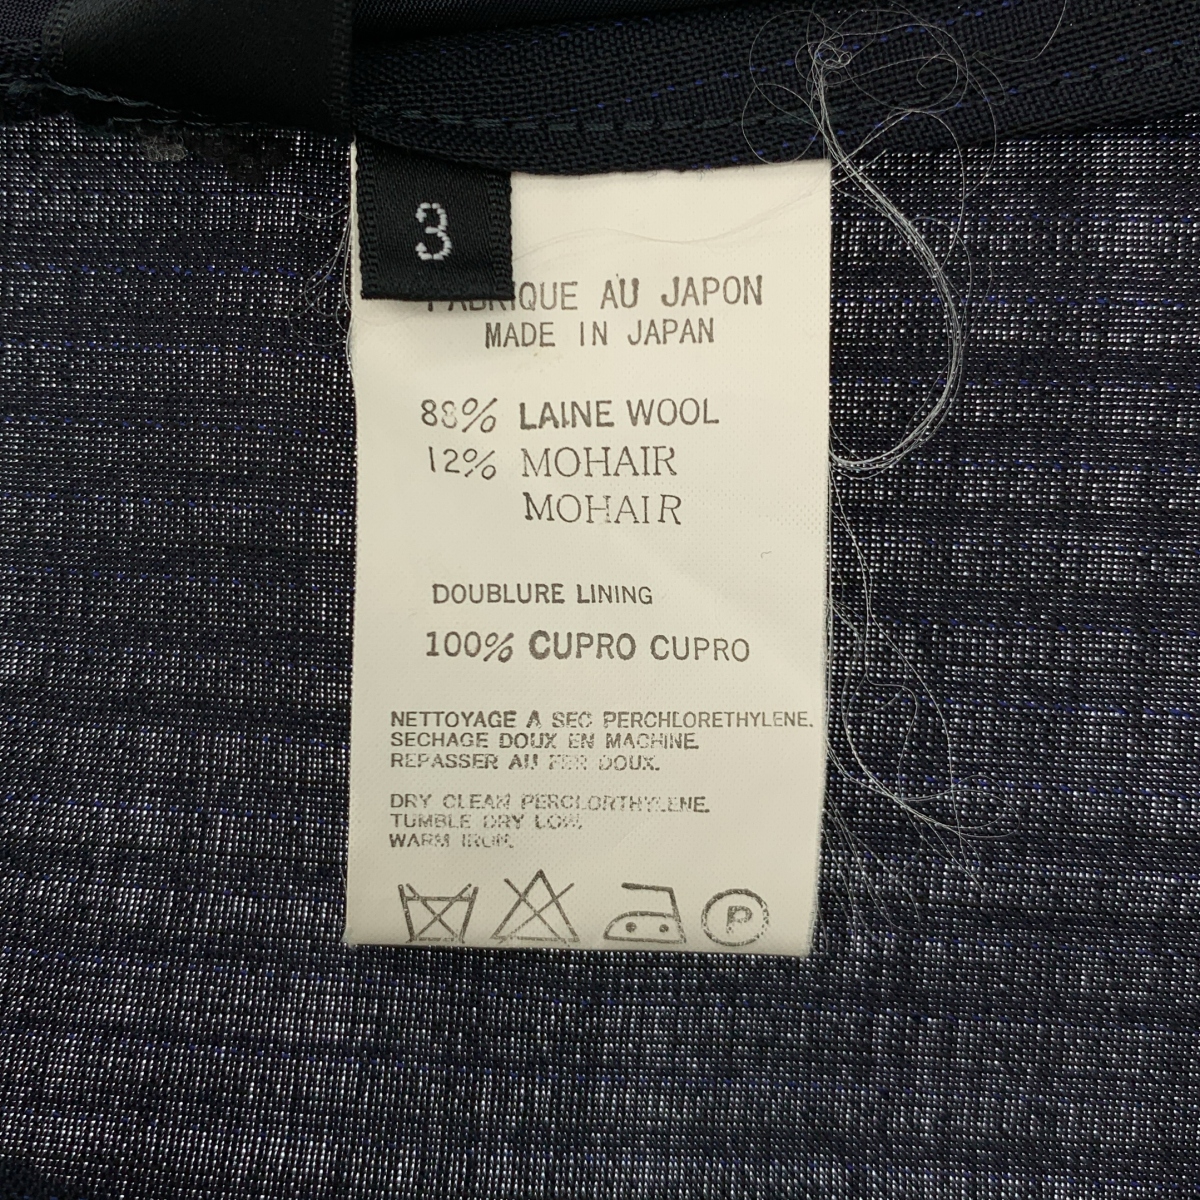 3
FABRIQUE AU JAPON
MADE IN JAPAN
88% LAINE WOOL
12% MOHAIR
MOHAIR
DOUBLURE LINING
100% CUPRO CUPRO
NETTOYAGE A SEC PERCHLORETHYLENE.
SECHAGE DOUX EN MACHINE.
REPASSER AU FER DOUX.
DRY CLEAN PERCLORTHYLENE.
TUMBLE DRY LOW.
WARM IRON.
P